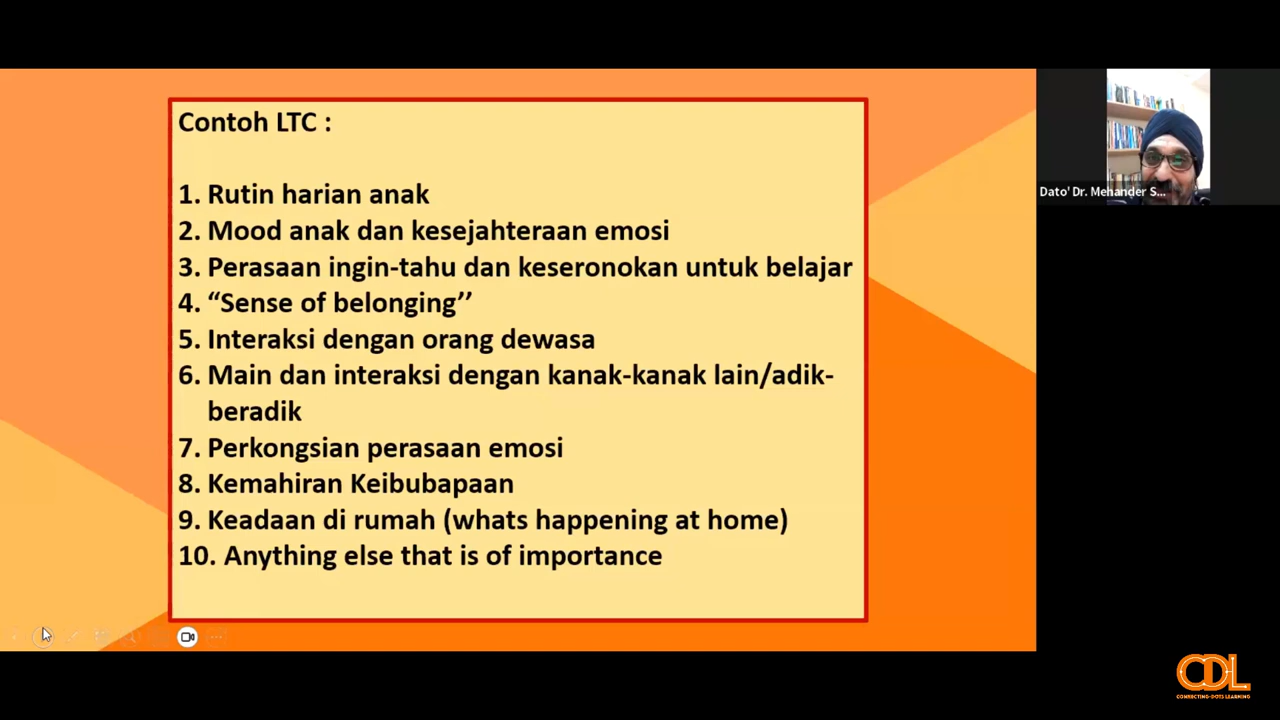 Contoh LTC :
1. Rutin harian anak
2. Mood anak dan kesejahteraan emosi
3. Perasaan ingin-tahu dan keseronokan untuk belajar
4. “Sense of belonging’’
5. Interaksi dengan orang dewasa
6. Main dan interaksi dengan kanak-kanak lain/adik-
beradik
7. Perkongsian perasaan emosi
8. Kemahiran Keibubapaan
9. Keadaan di rumah (whats happening at home)
10. Anything else that is of importance
Dato' Dr. Mehander S...
CDL
CONNECTING-DOTS LEARNING